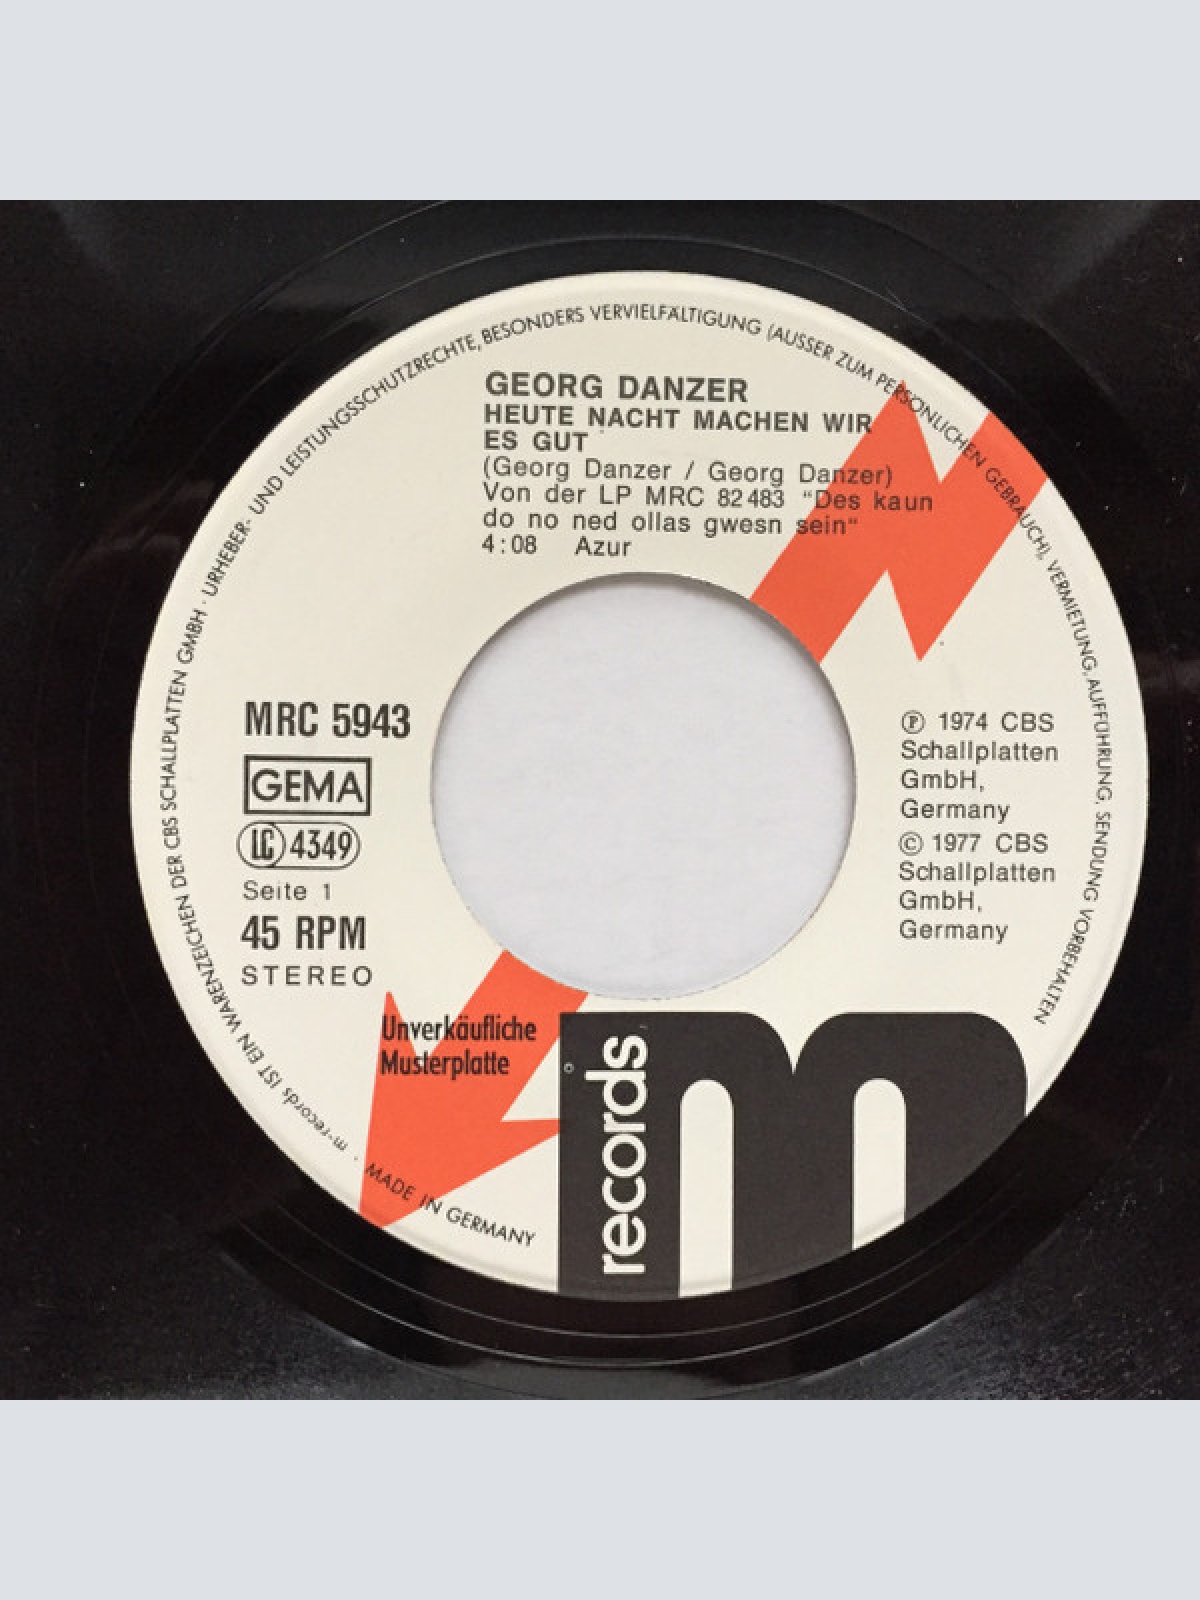 GEORG DANZER
HEUTE NACHT MACHEN WIR
ES GUT
(Georg Danzer / Georg Danzer)
Von der LP MRC 82 483 "Des kaun
do no ned ollas gwesn sein"
4:08 Azur
MRC 5943
GEMA
LC 4349
Seite 1
45 RPM
STEREO
℗ 1974 CBS
Schallplatten
GmbH,
Germany
© 1977 CBS
Schallplatten
GmbH,
Germany
Unverkäufliche
Musterplatte
records
m
m-records IST EIN WARENZEICHEN DER CBS SCHALLPLATTEN GMBH · URHEBER- UND LEISTUNGSSCHUTZRECHTE, BESONDERS VERVIELFÄLTIGUNG (AUSSER ZUM PERSÖNLICHEN GEBRAUCH), VERMIETUNG, AUFFÜHRUNG, SENDUNG VORBEHALTEN
· MADE IN GERMANY